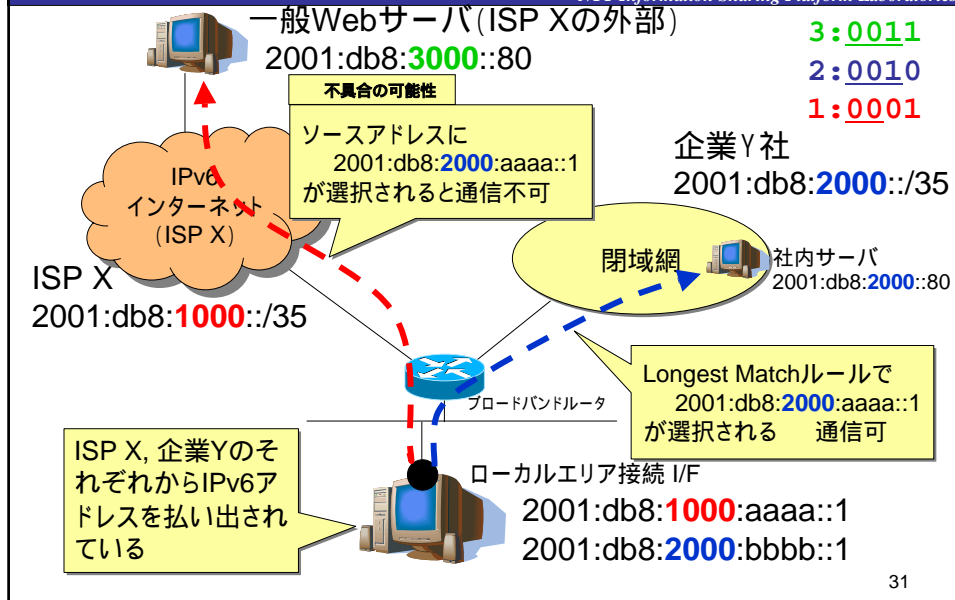 一般Webサーバ(ISP Xの外部)
2001:db8:3000::80
3:0011
2:0010
1:0001
不具合の可能性
ソースアドレスに
2001:db8:2000:aaaa::1
が選択されると通信不可
企業Y社
2001:db8:2000::/35
IPv6
インターネット
(ISP X)
閉域網
社内サーバ
2001:db8:2000::80
ISP X
2001:db8:1000::/35
Longest Matchルールで
2001:db8:2000:aaaa::1
が選択される 通信可
ブロードバンドルータ
ISP X, 企業Yのそ
れぞれからIPv6ア
ドレスを払い出され
ている
ローカルエリア接続 I/F
2001:db8:1000:aaaa::1
2001:db8:2000:bbbb::1
31